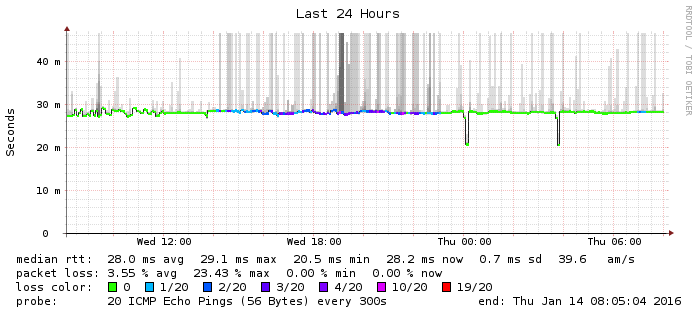 Last 24 Hours
RRDTOOL / TOBI OETIKER
Seconds
40 m
30 m
20 m
10 m
0
Wed 12:00 Wed 18:00 Thu 00:00 Thu 06:00
median rtt: 28.0 ms avg 29.1 ms max 20.5 ms min 28.2 ms now 0.7 ms sd 39.6 am/s
packet loss: 3.55 % avg 23.43 % max 0.00 % min 0.00 % now
loss color: 0 1/20 2/20 3/20 4/20 10/20 19/20
probe: 20 ICMP Echo Pings (56 Bytes) every 300s end: Thu Jan 14 08:05:04 2016